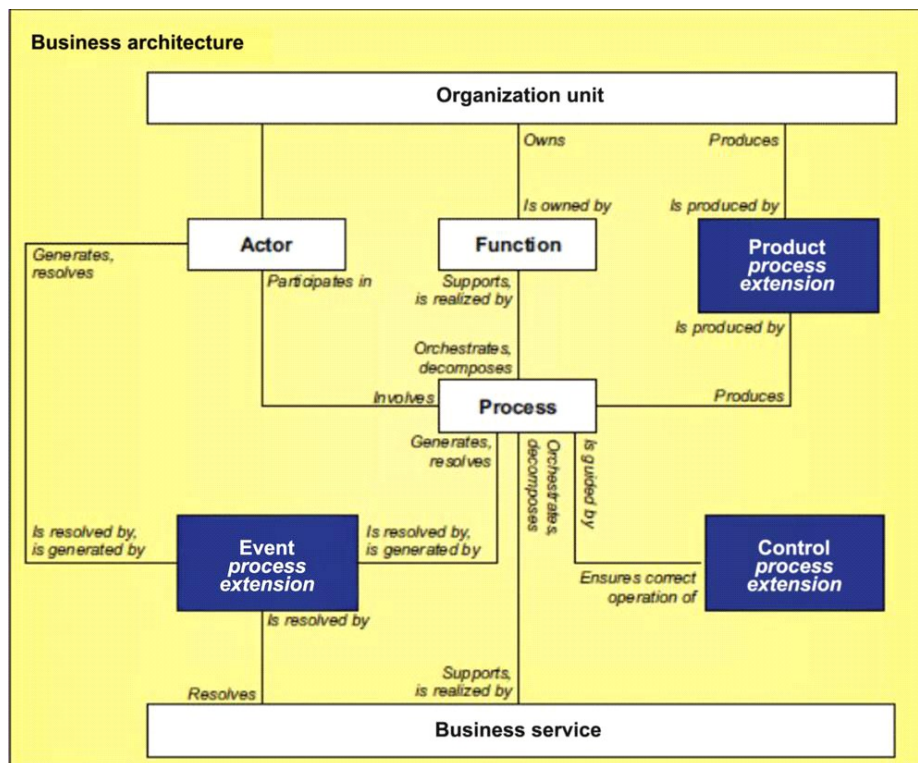 Business architecture
Organization unit
Owns
Produces
Is owned by
Is produced by
Actor
Function
Product
process
extension
Generates,
resolves
Participates in
Supports,
is realized by
Is produced by
Orchestrates,
decomposes
Involves
Process
Produces
Generates,
resolves
Orchestrates,
decomposes
Is guided by
Is resolved by,
is generated by
Event
process
extension
Is resolved by,
is generated by
Control
process
extension
Ensures correct
operation of
Is resolved by
Supports,
is realized by
Resolves
Business service